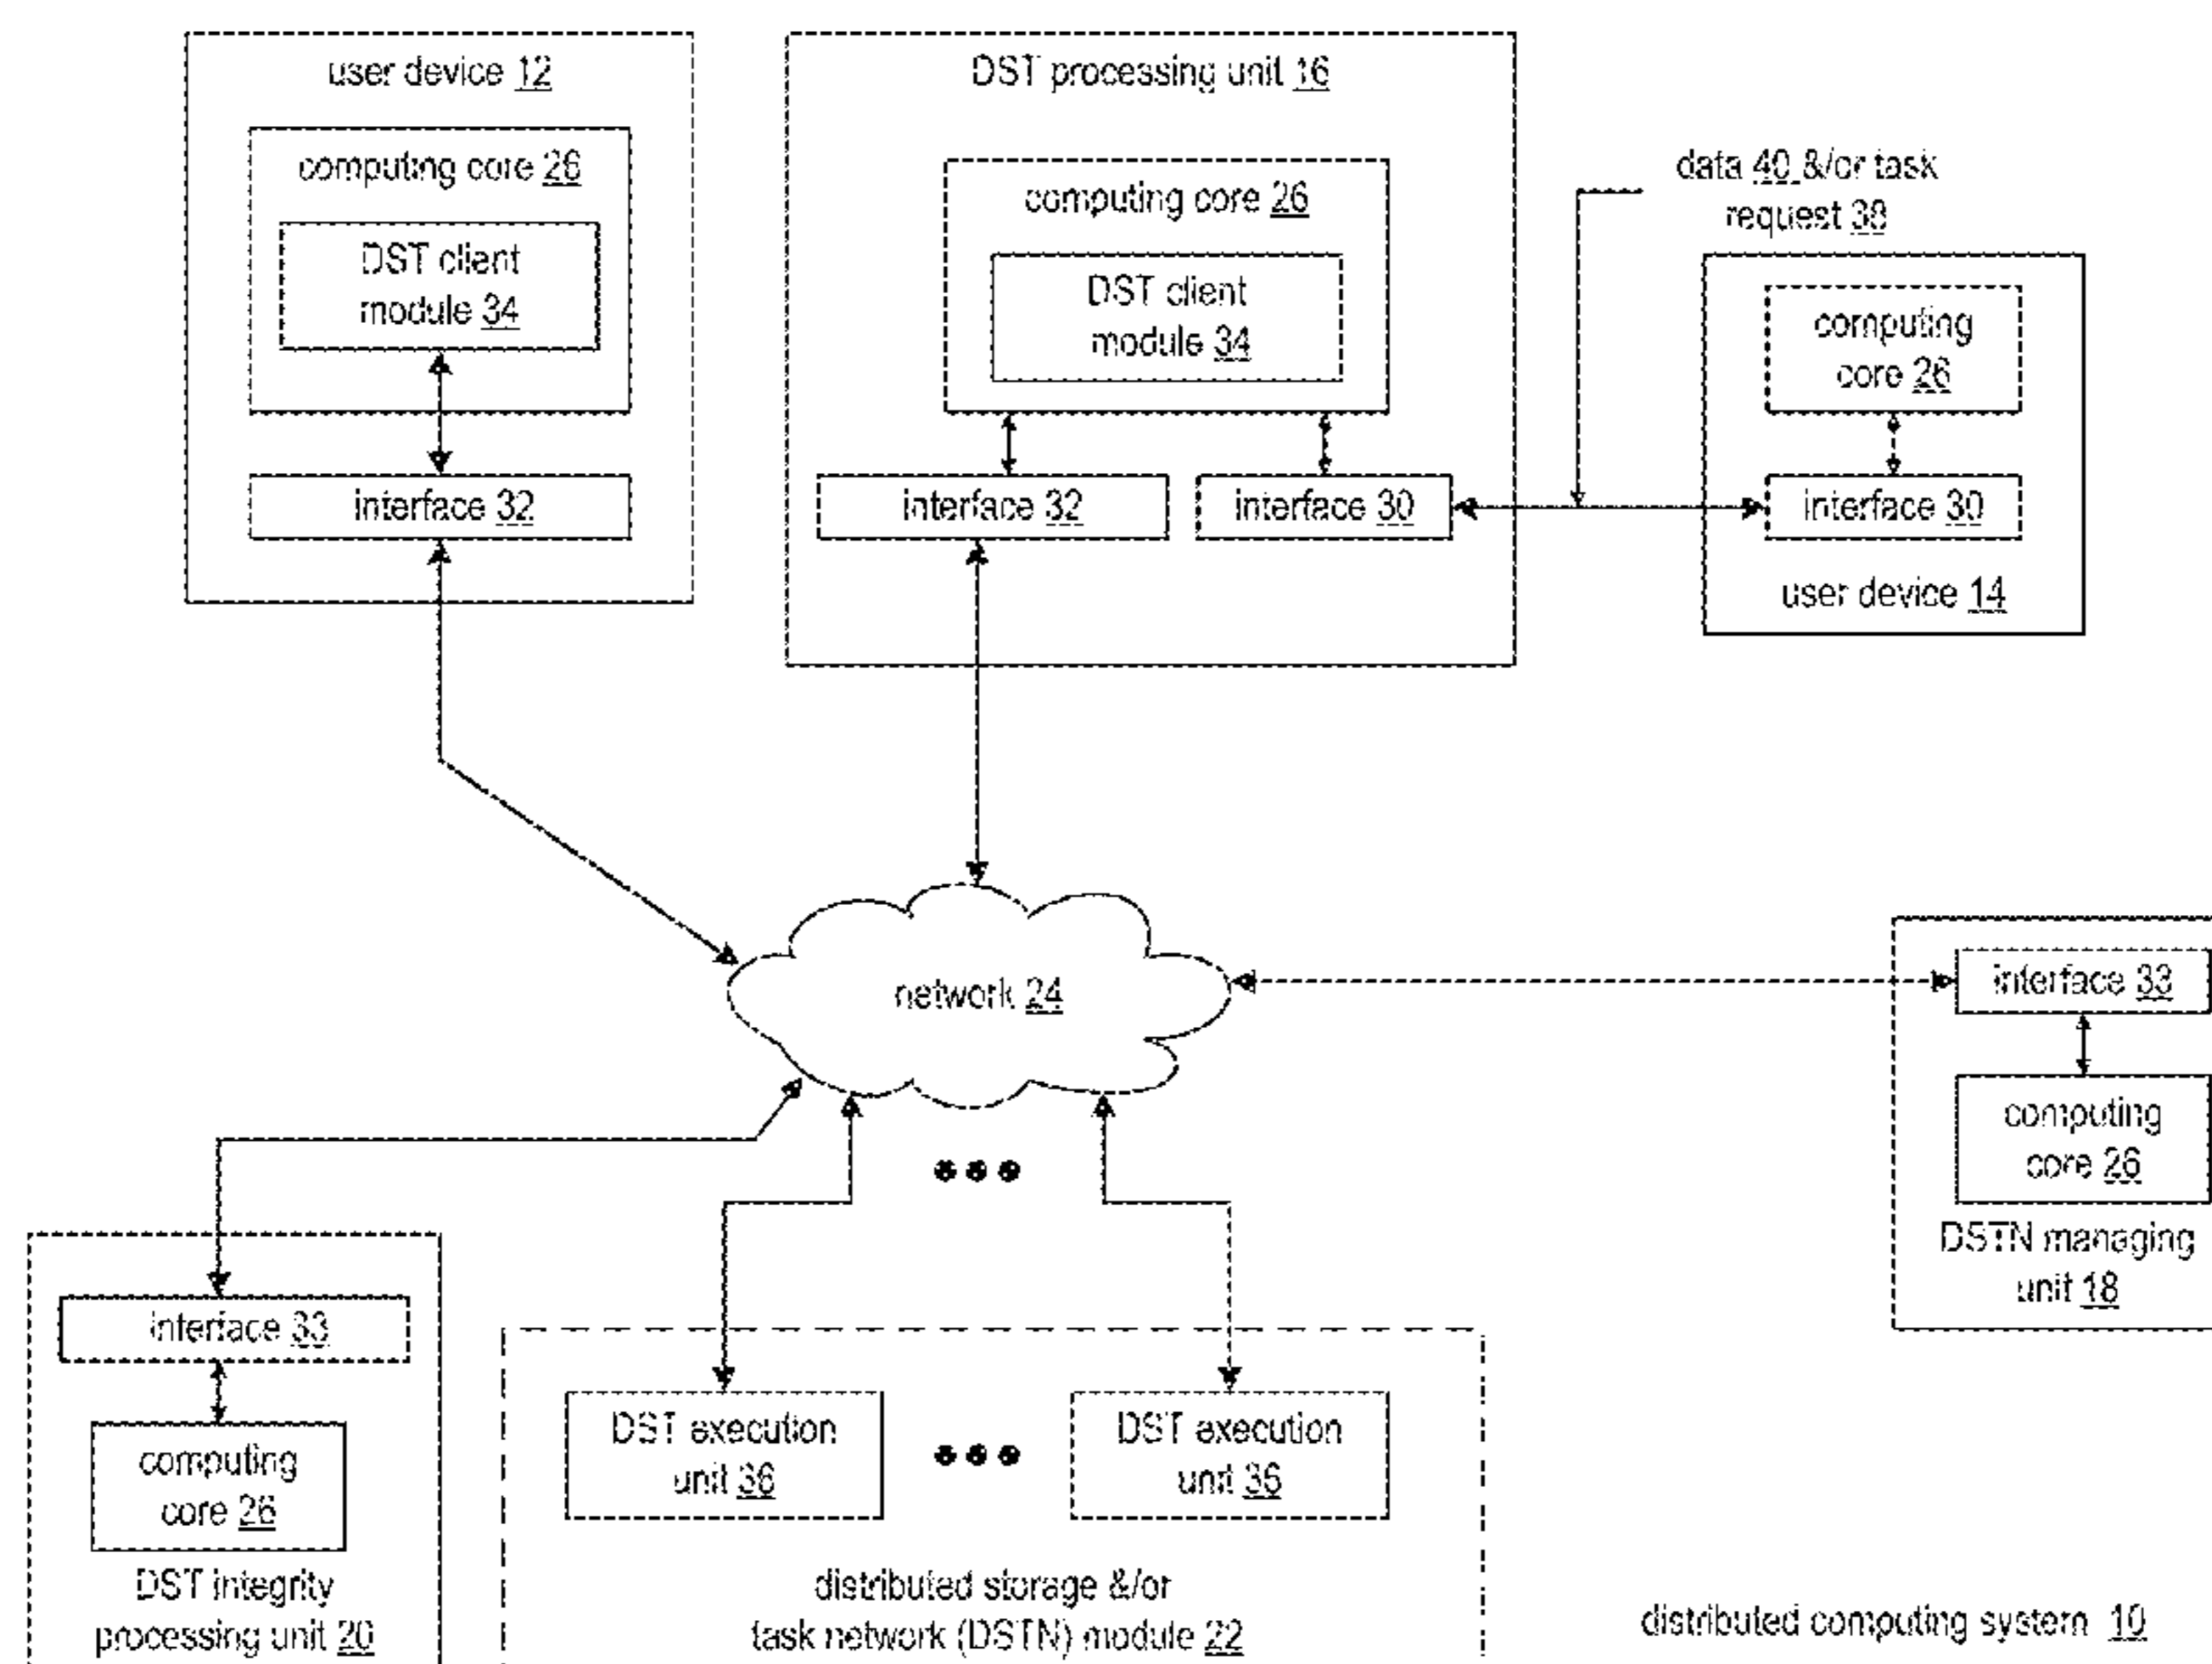 user device 12
computing core 26
DST client
module 34
interface 32
DST processing unit 16
computing core 26
DST client
module 34
interface 32
interface 30
data 40 &/or task
request 38
computing
core 26
interface 30
user device 14
network 24
interface 33
computing
core 26
DSTN managing
unit 18
interface 33
computing
core 26
DST integrity
processing unit 20
DST execution
unit 36
DST execution
unit 36
distributed storage &/or
task network (DSTN) module 22
distributed computing system 10